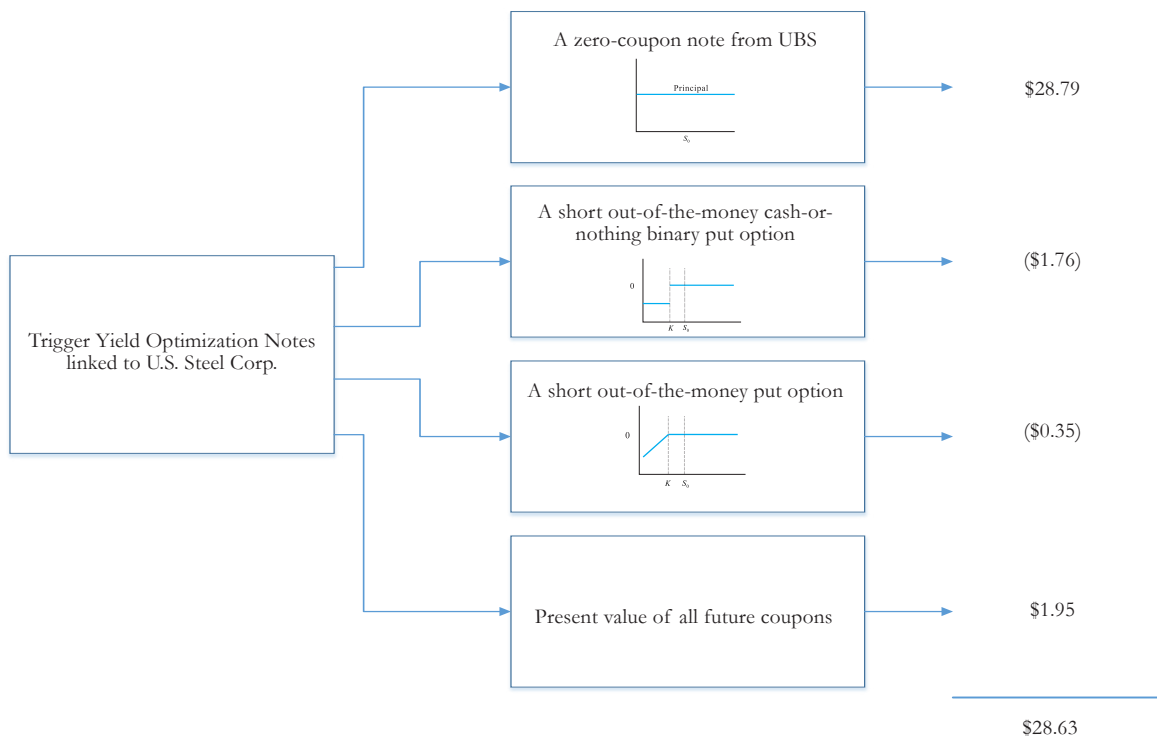 A zero-coupon note from UBS
Principal
S0
$28.79
A short out-of-the-money cash-or-
nothing binary put option
0
K S0
($1.76)
Trigger Yield Optimization Notes
linked to U.S. Steel Corp.
A short out-of-the-money put option
0
K S0
($0.35)
Present value of all future coupons
$1.95
$28.63